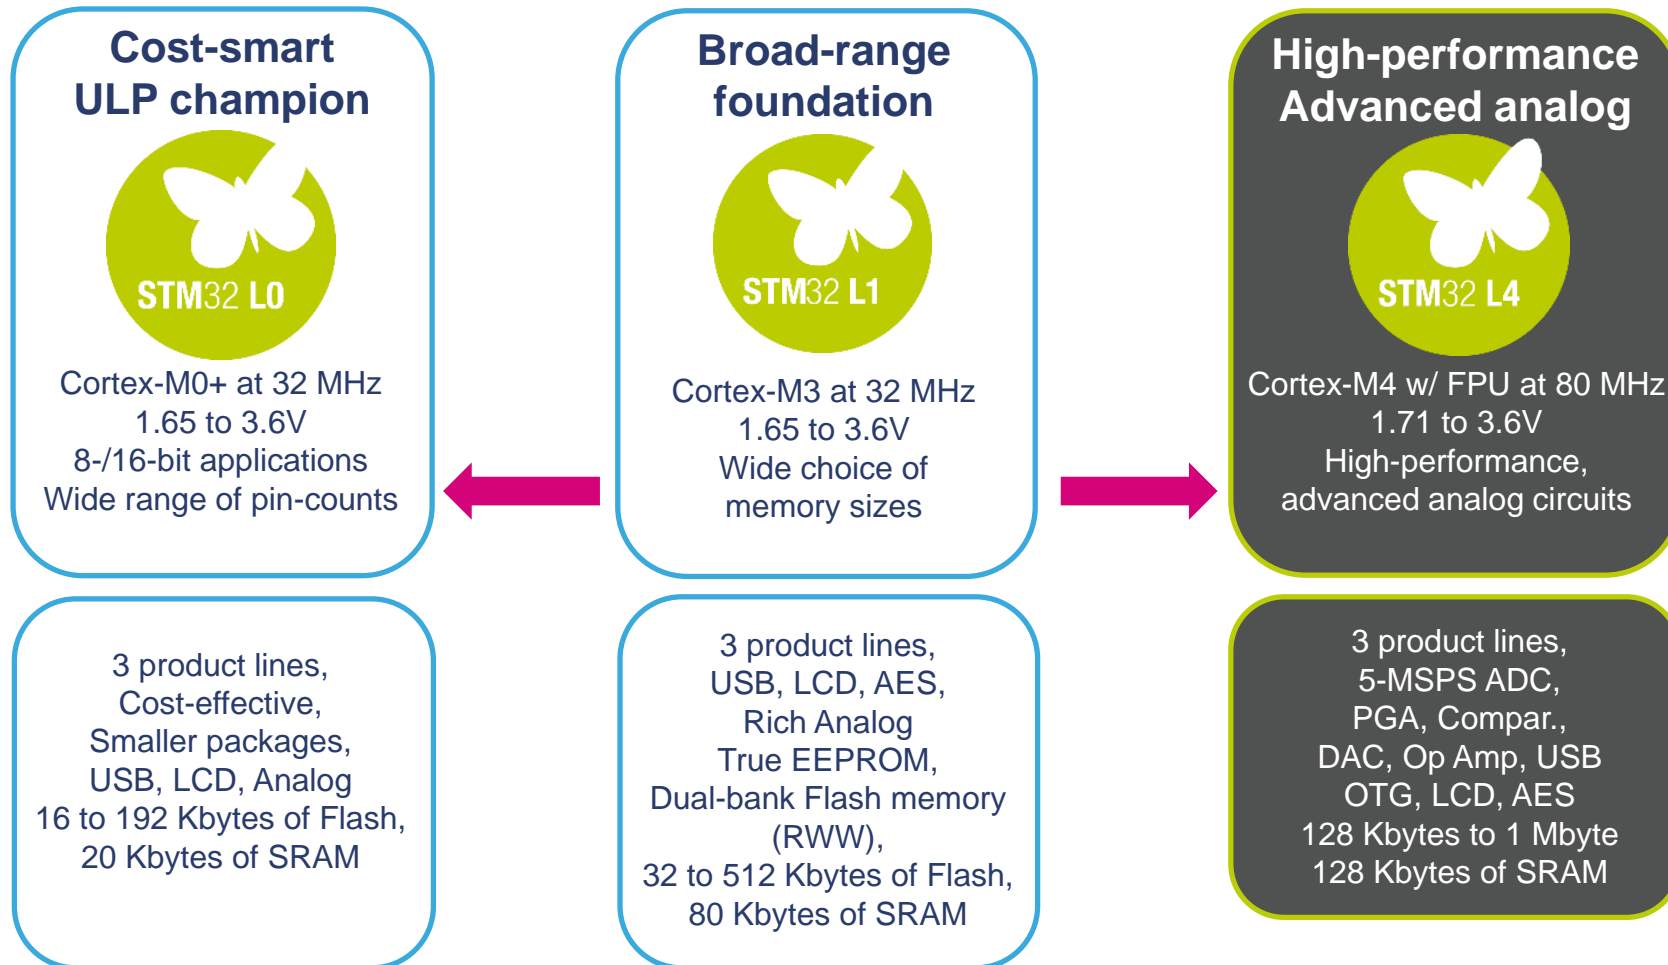 Cost-smart
ULP champion
STM32 L0
Cortex-M0+ at 32 MHz
1.65 to 3.6V
8-/16-bit applications
Wide range of pin-counts
3 product lines,
Cost-effective,
Smaller packages,
USB, LCD, Analog
16 to 192 Kbytes of Flash,
20 Kbytes of SRAM
Broad-range
foundation
STM32 L1
Cortex-M3 at 32 MHz
1.65 to 3.6V
Wide choice of
memory sizes
3 product lines,
USB, LCD, AES,
Rich Analog
True EEPROM,
Dual-bank Flash memory
(RWW),
32 to 512 Kbytes of Flash,
80 Kbytes of SRAM
High-performance
Advanced analog
STM32 L4
Cortex-M4 w/ FPU at 80 MHz
1.71 to 3.6V
High-performance,
advanced analog circuits
3 product lines,
5-MSPS ADC,
PGA, Compar.,
DAC, Op Amp, USB
OTG, LCD, AES
128 Kbytes to 1 Mbyte
128 Kbytes of SRAM